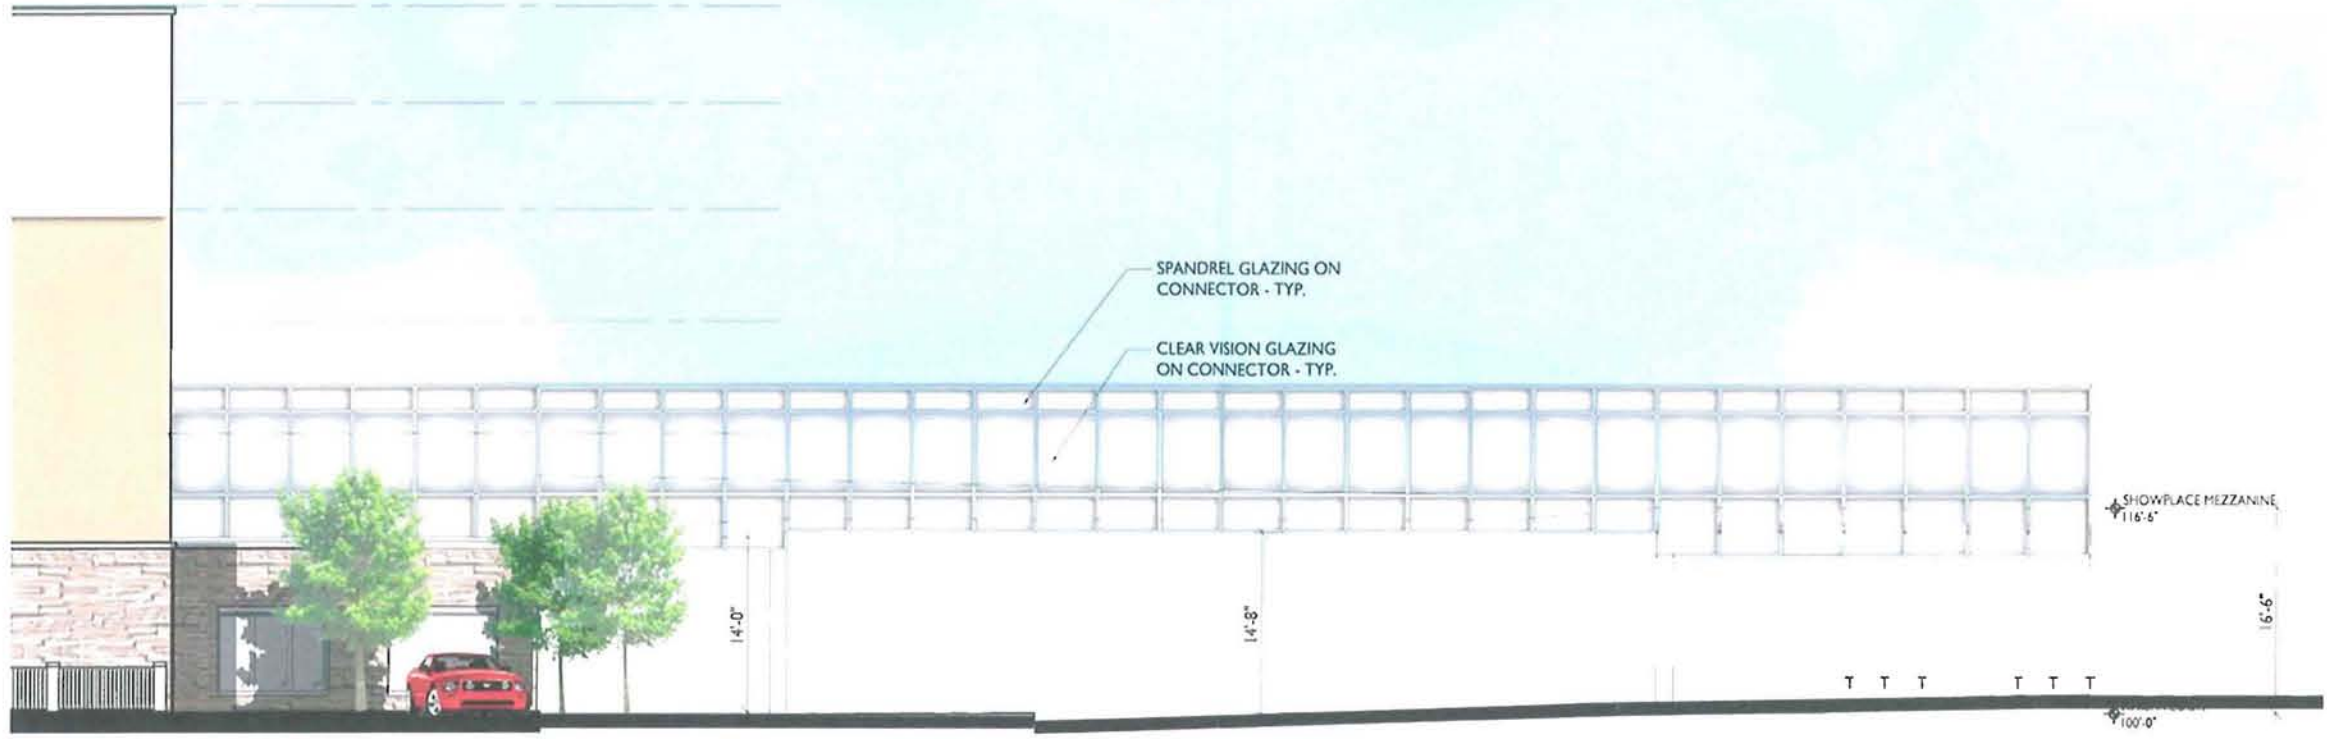 SPANDREL GLAZING ON
CONNECTOR - TYP.
CLEAR VISION GLAZING
ON CONNECTOR - TYP.
SHOWPLACE MEZZANINE
116'-6"
14'-0"
14'-8"
16'-6"
T T T T T T
100'-0"